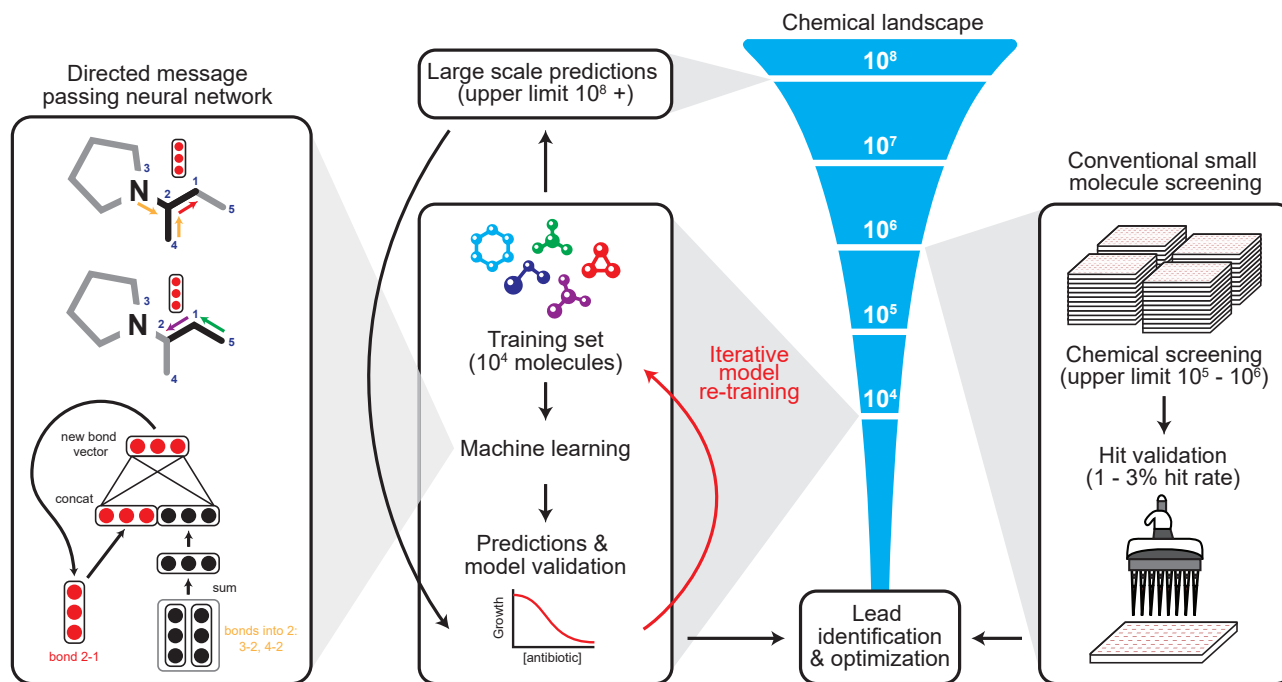 Directed message
passing neural network
3
N
2
1
5
4
3
N
2
1
5
4
new bond
vector
concat
sum
bond 2-1
bonds into 2:
3-2, 4-2
Large scale predictions
(upper limit 10⁸ +)
Training set
(10⁴ molecules)
Machine learning
Predictions &
model validation
Growth
[antibiotic]
Iterative
model
re-training
Chemical landscape
10⁸
10⁷
10⁶
10⁵
10⁴
Lead
identification
& optimization
Conventional small
molecule screening
Chemical screening
(upper limit 10⁵ - 10⁶)
Hit validation
(1 - 3% hit rate)